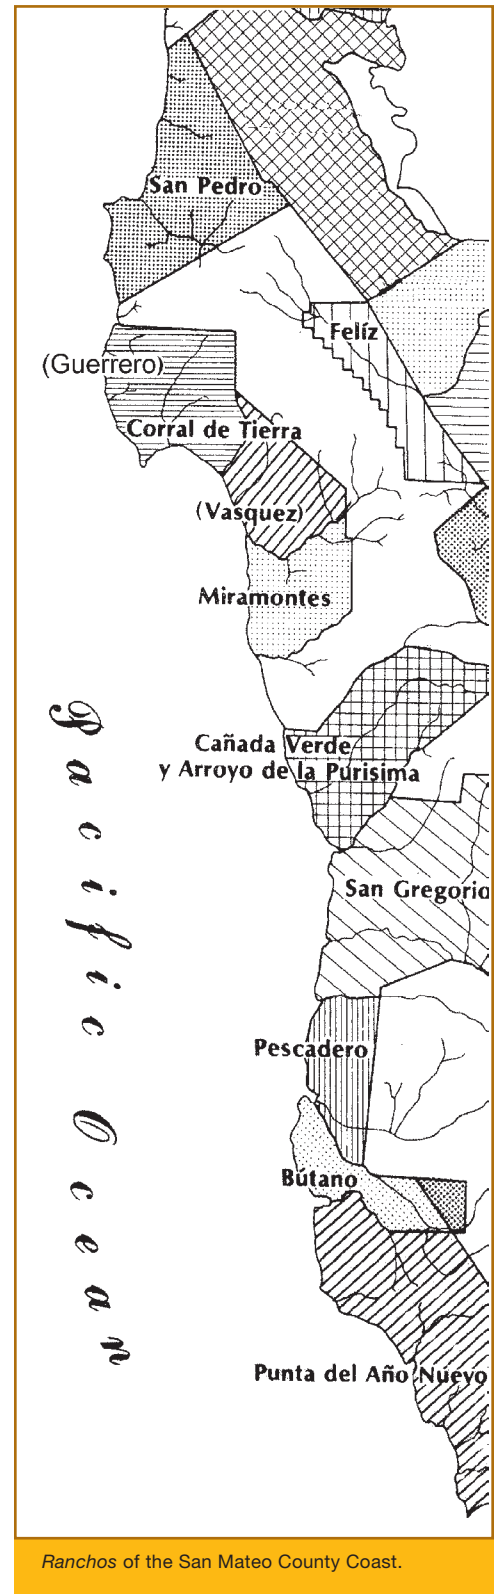 San Pedro
Felíz
(Guerrero)
Corral de Tierra
(Vasquez)
Miramontes
Pacific Ocean
Cañada Verde
y Arroyo de la Purisima
San Gregorio
Pescadero
Bútano
Punta del Año Nuevo
Ranchos of the San Mateo County Coast.